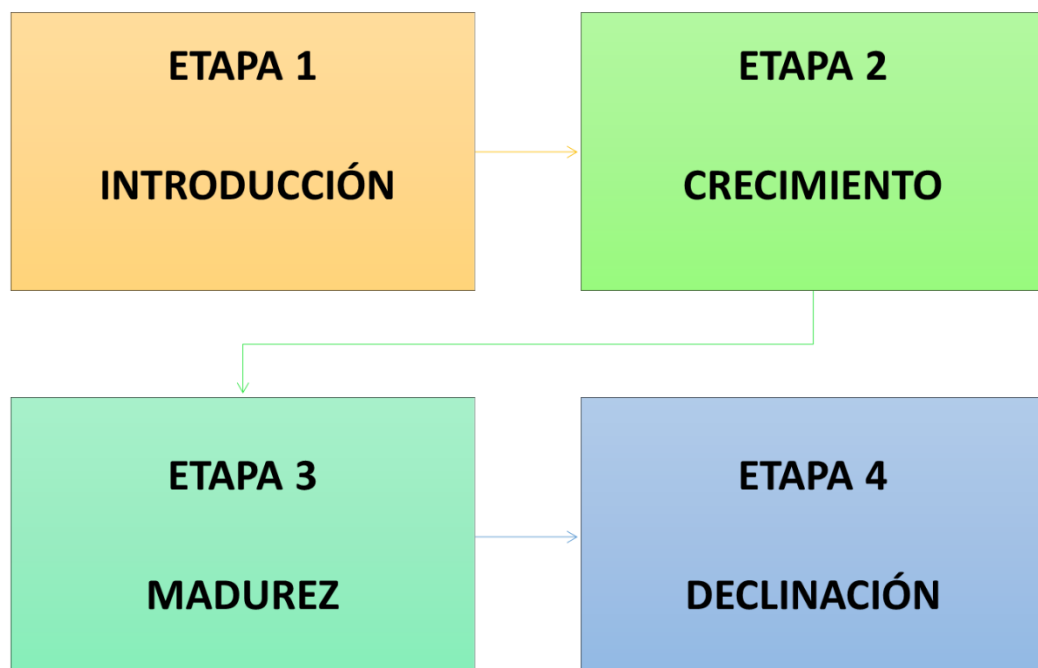 ETAPA 1
INTRODUCCIÓN
ETAPA 2
CRECIMIENTO
ETAPA 3
MADUREZ
ETAPA 4
DECLINACIÓN